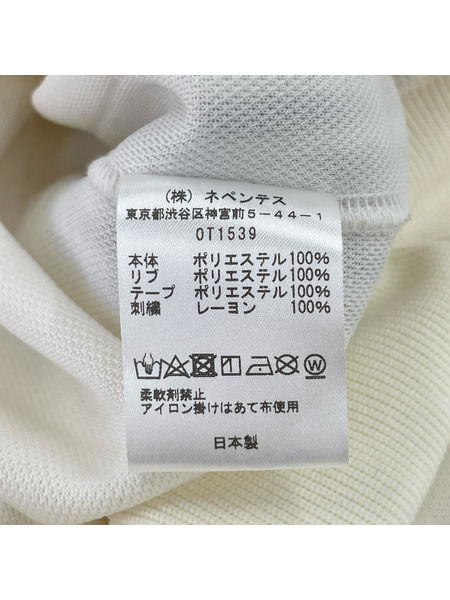 (株) ネペンテス
東京都渋谷区神宮前5-44-1
OT1539
本体 ポリエステル100%
リブ ポリエステル100%
テープ ポリエステル100%
刺繍 レーヨン 100%
柔軟剤禁止
アイロン掛けはあて布使用
日本製